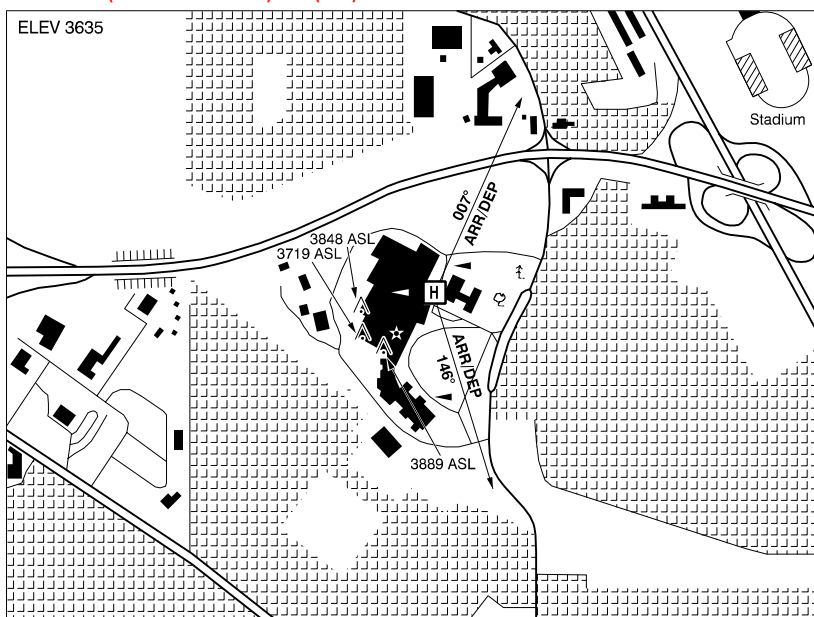 ELEV 3635
Stadium
007°
ARR/DEP
3848 ASL
3719 ASL
H
ARR/DEP
146°
3889 ASL